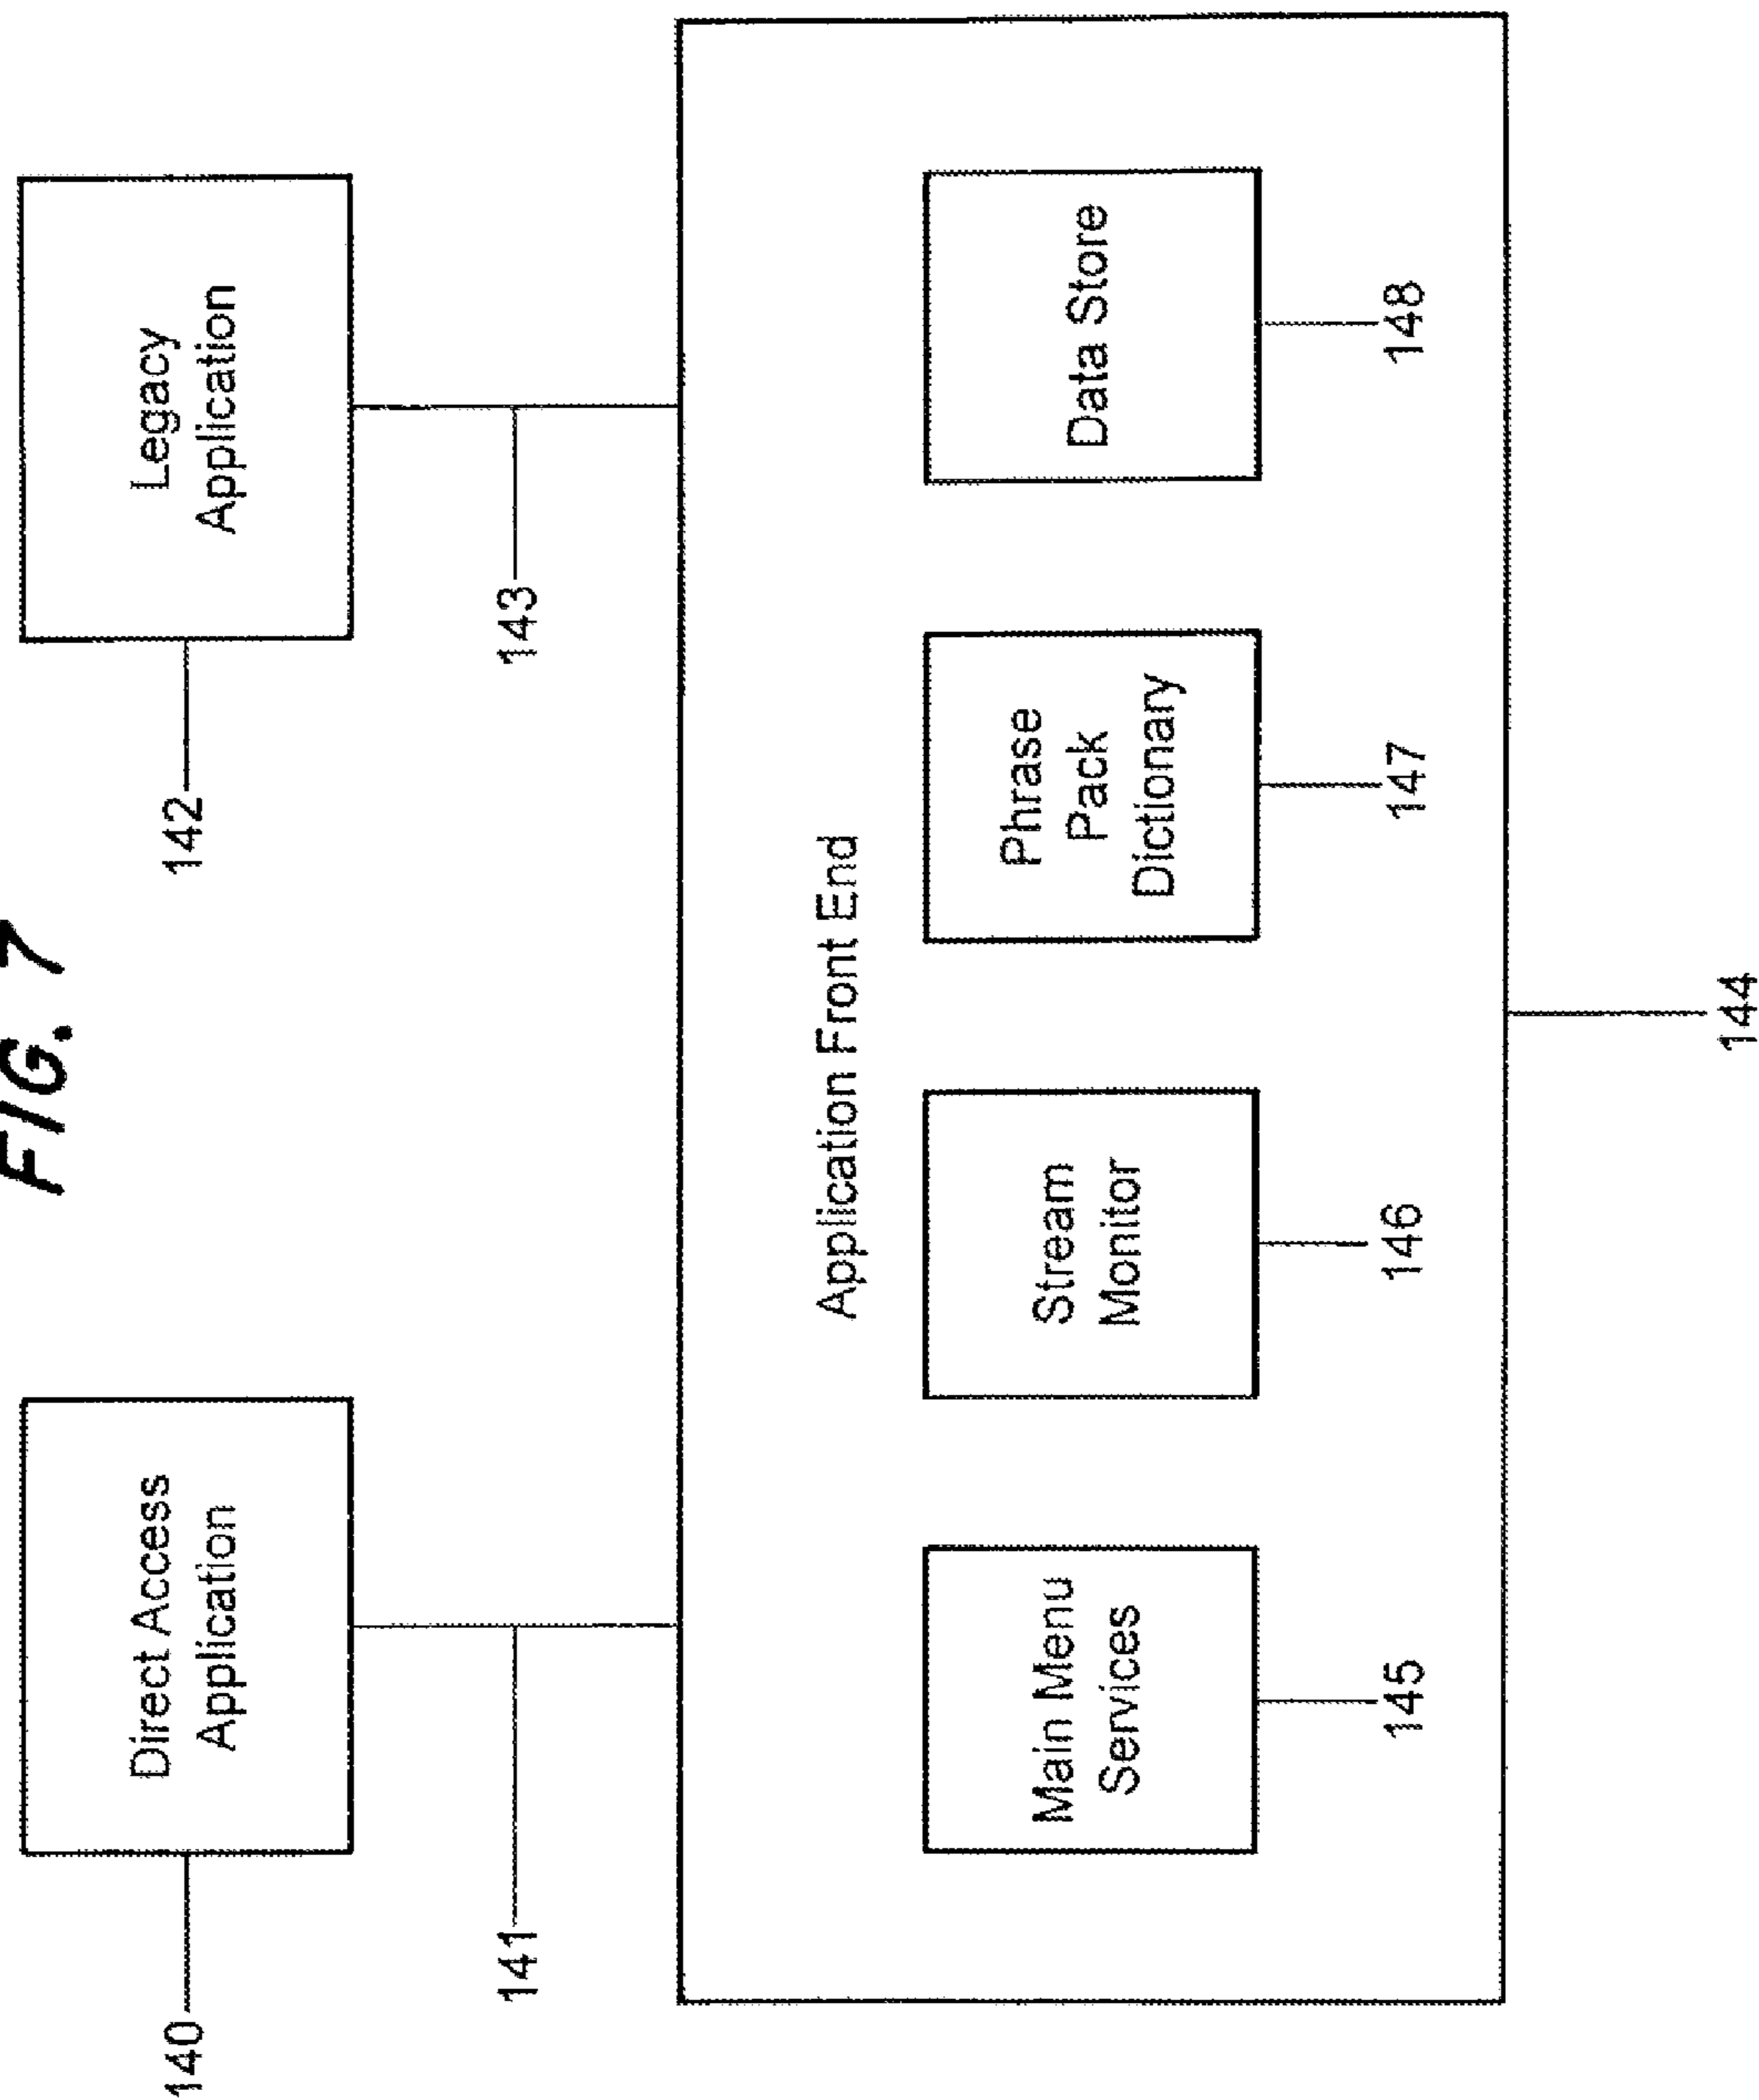 FIG. 7
Direct Access
Application
Legacy
Application
140
142
141
143
Application Front End
Main Menu
Services
Stream
Monitor
Phrase
Pack
Dictionary
Data Store
145
146
147
148
144